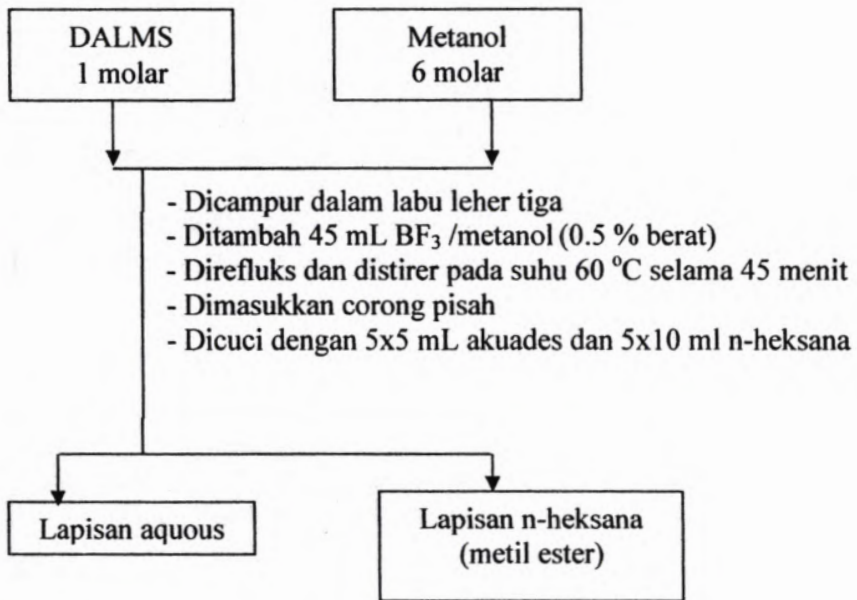 DALMS
1 molar
Metanol
6 molar
- Dicampur dalam labu leher tiga
- Ditambah 45 mL BF₃ /metanol (0.5 % berat)
- Direfluks dan distirer pada suhu 60 °C selama 45 menit
- Dimasukkan corong pisah
- Dicuci dengan 5x5 mL akuades dan 5x10 ml n-heksana
Lapisan aquous
Lapisan n-heksana
(metil ester)